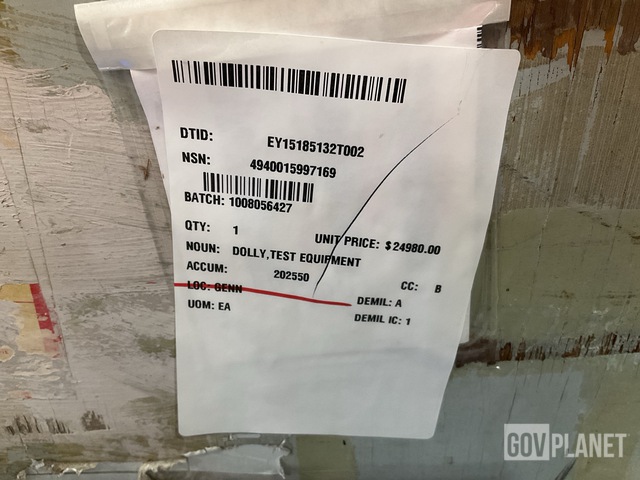 DTID: EY15185132T002
NSN: 4940015997169
BATCH: 1008056427
QTY: 1 UNIT PRICE: $24980.00
NOUN: DOLLY,TEST EQUIPMENT
ACCUM: 202550 CC: B
LOC: GENN DEMIL: A
UOM: EA DEMIL IC: 1
GOVPLANET